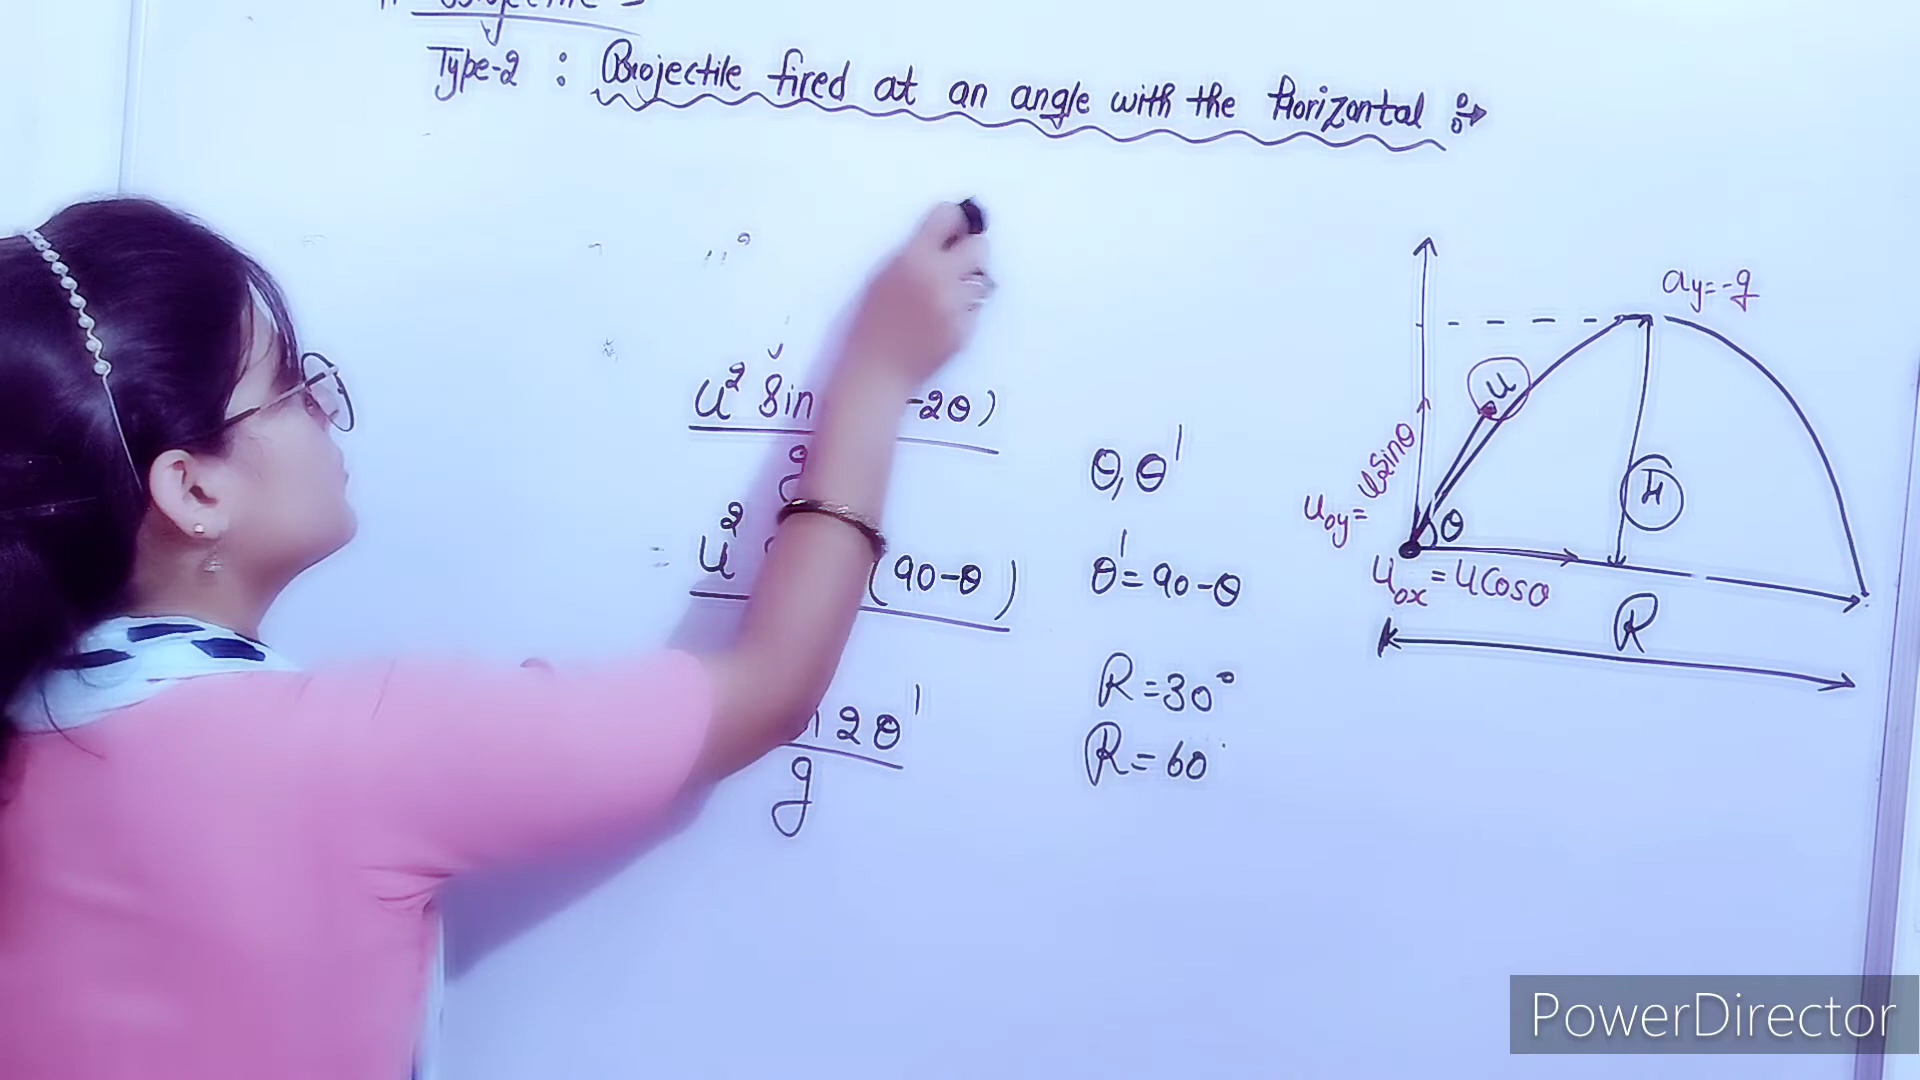 Type-2 : Projectile fired at an angle with the Horizontal :→
u² Sin -2θ)
g
= u² (90-θ)
2θ'
g
θ, θ'
θ' = 90-θ
R = 30°
R = 60
ay = -g
u
u sinθ
uoy =
H
θ
uox = u cosθ
R
PowerDirector